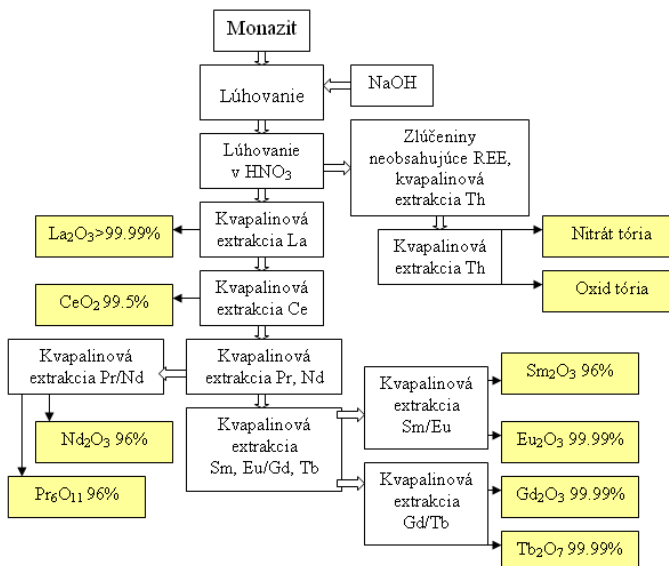 Monazit
Lúhovanie
NaOH
Lúhovanie
v HNO₃
Zlúčeniny
neobsahujúce REE,
kvapalinová
extrakcia Th
Kvapalinová
extrakcia La
La₂O₃>99.99%
Kvapalinová
extrakcia Th
Nitrát tória
Oxid tória
Kvapalinová
extrakcia Ce
CeO₂ 99.5%
Kvapalinová
extrakcia Pr/Nd
Kvapalinová
extrakcia Pr, Nd
Kvapalinová
extrakcia
Sm/Eu
Sm₂O₃ 96%
Eu₂O₃ 99.99%
Nd₂O₃ 96%
Pr₆O₁₁ 96%
Kvapalinová
extrakcia
Sm, Eu/Gd, Tb
Kvapalinová
extrakcia
Gd/Tb
Gd₂O₃ 99.99%
Tb₂O₇ 99.99%